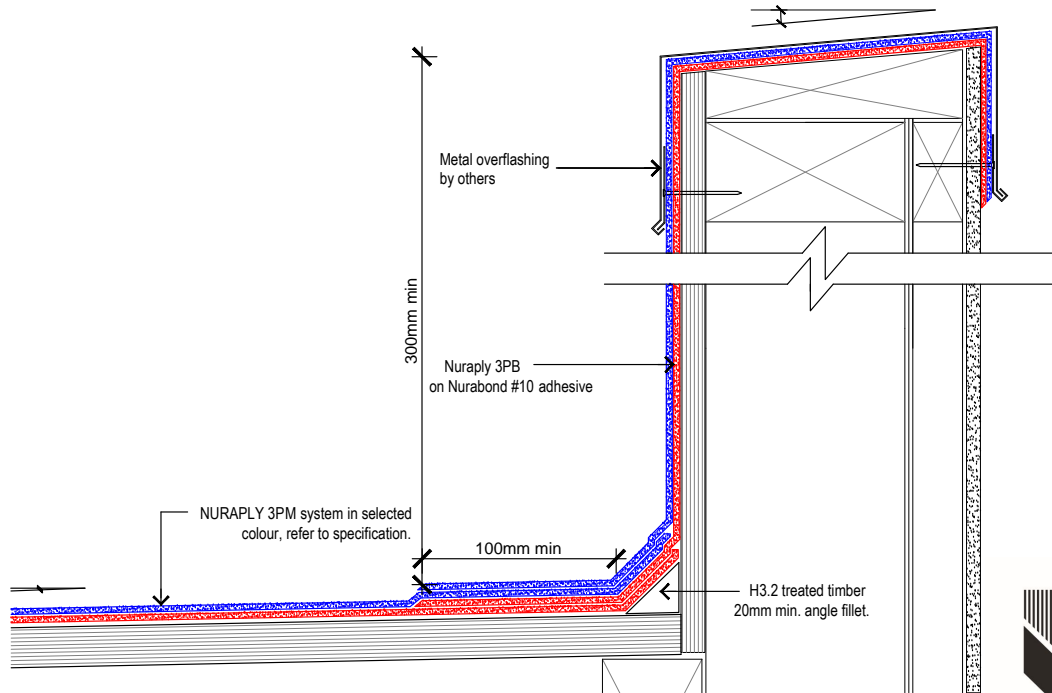 Metal overflashing
by others
300mm min
Nuraply 3PB
on Nurabond #10 adhesive
NURAPLY 3PM system in selected
colour, refer to specification.
100mm min
H3.2 treated timber
20mm min. angle fillet.